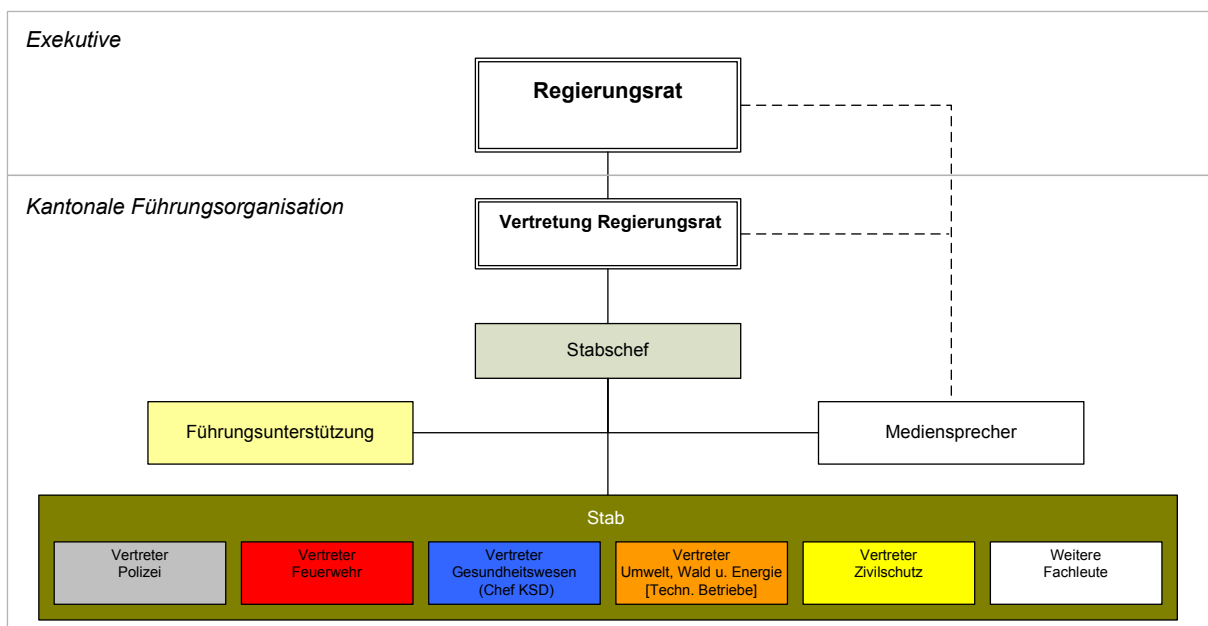 Exekutive
Regierungsrat
Kantonale Führungsorganisation
Vertretung Regierungsrat
Stabschef
Führungsunterstützung
Mediensprecher
Stab
Vertreter
Polizei
Vertreter
Feuerwehr
Vertreter
Gesundheitswesen
(Chef KSD)
Vertreter
Umwelt, Wald u. Energie
[Techn. Betriebe]
Vertreter
Zivilschutz
Weitere
Fachleute